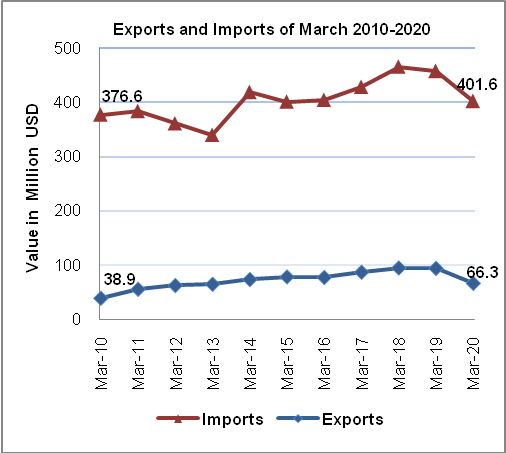 Exports and Imports of March 2010-2020
Value in Million USD
500
400
300
200
100
0
376.6
401.6
38.9
66.3
Mar-10
Mar-11
Mar-12
Mar-13
Mar-14
Mar-15
Mar-16
Mar-17
Mar-18
Mar-19
Mar-20
Imports
Exports